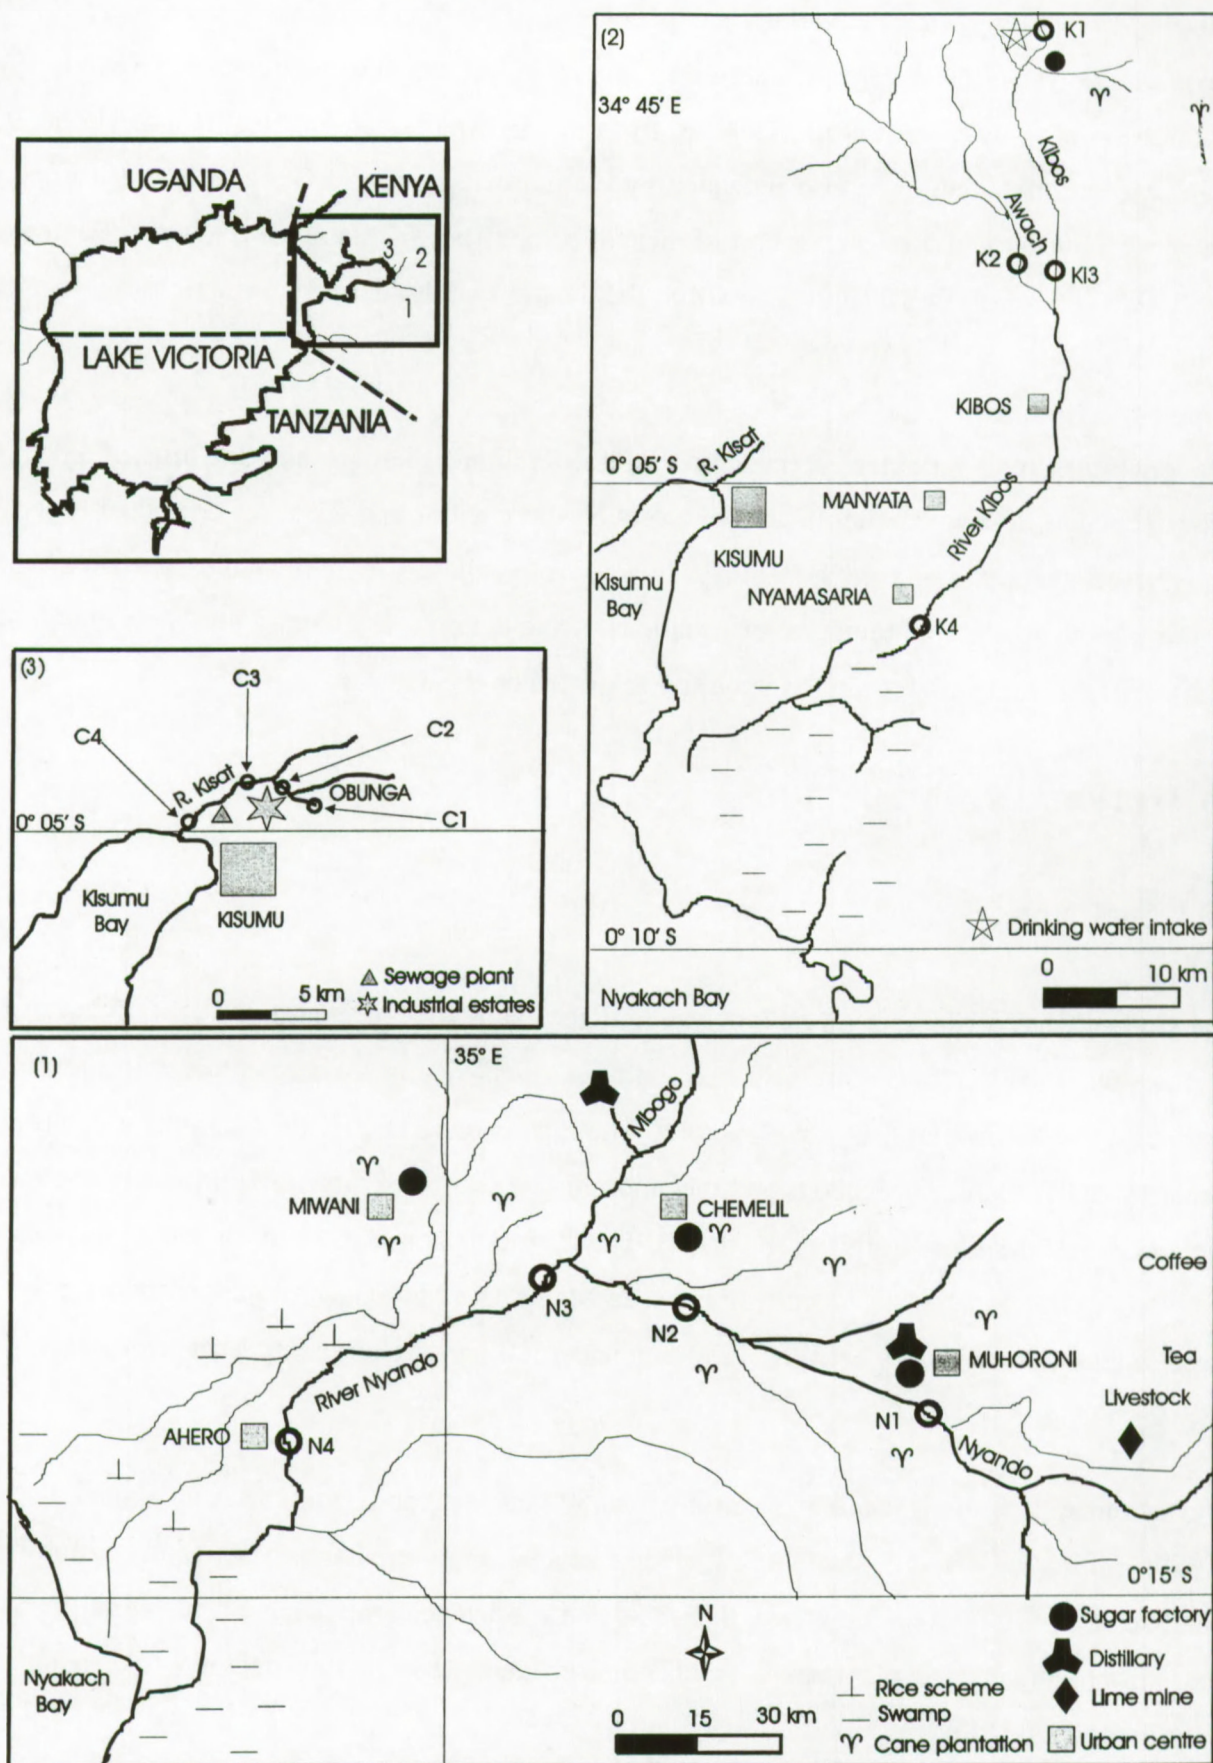 UGANDA
KENYA
3
2
1
LAKE VICTORIA
TANZANIA
(2)
K1
34° 45' E
Kibos
Awach
K2
KI3
KIBOS
R. Kisat
0° 05' S
MANYATA
River Kibos
KISUMU
Kisumu
Bay
NYAMASARIA
K4
0° 10' S
Drinking water intake
0 10 km
Nyakach Bay
(3)
C3
C4
C2
R. Kisat
OBUNGA
0° 05' S
C1
Kisumu
Bay
KISUMU
Sewage plant
0 5 km
Industrial estates
(1)
35° E
Mbogo
MIWANI
CHEMELIL
Coffee
N3
N2
MUHORONI
Tea
River Nyando
Livestock
AHERO
N4
N1
Nyando
0°15' S
N
Sugar factory
Distillary
Nyakach
Bay
Rice scheme
Lime mine
Swamp
0 15 30 km
Cane plantation
Urban centre